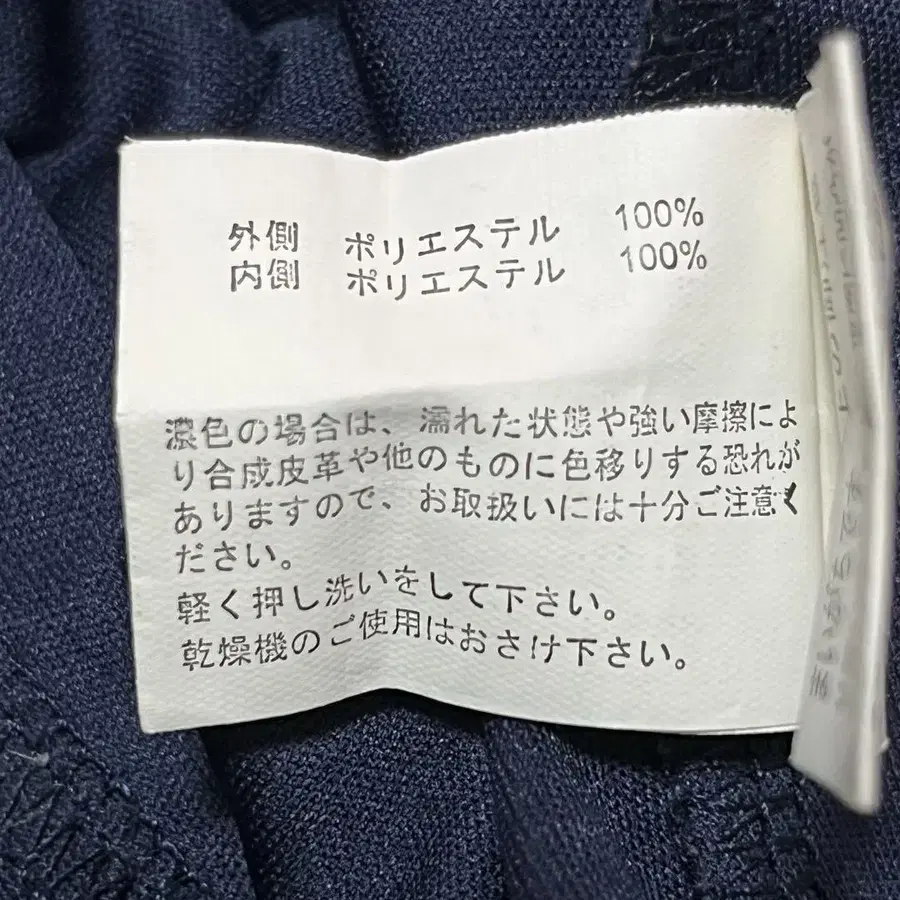 外側 ポリエステル 100%
内側 ポリエステル 100%
濃色の場合は、濡れた状態や強い摩擦によ
り合成皮革や他のものに色移りする恐れが
ありますので、お取扱いには十分ご注意く
ださい。
軽く押し洗いをして下さい。
乾燥機のご使用はおさけ下さい。